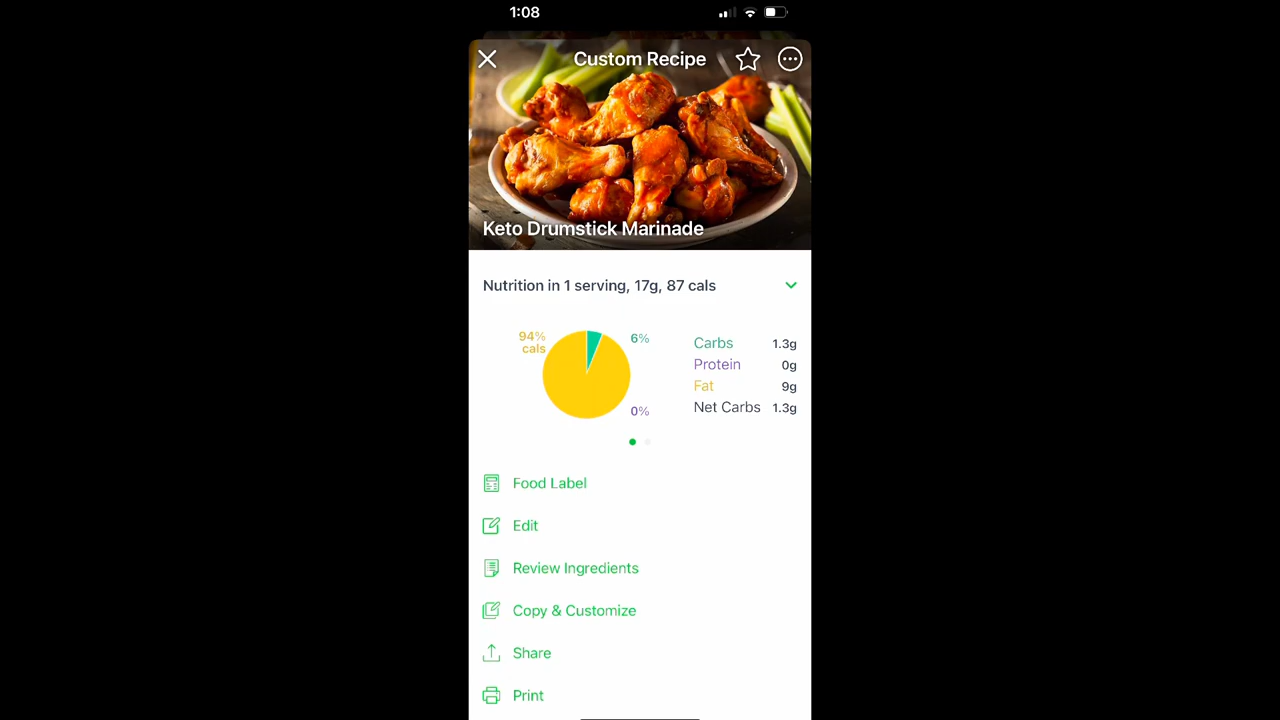 1:08
Custom Recipe
Keto Drumstick Marinade
Nutrition in 1 serving, 17g, 87 cals
94%
cals
6%
0%
Carbs 1.3g
Protein 0g
Fat 9g
Net Carbs 1.3g
Food Label
Edit
Review Ingredients
Copy & Customize
Share
Print